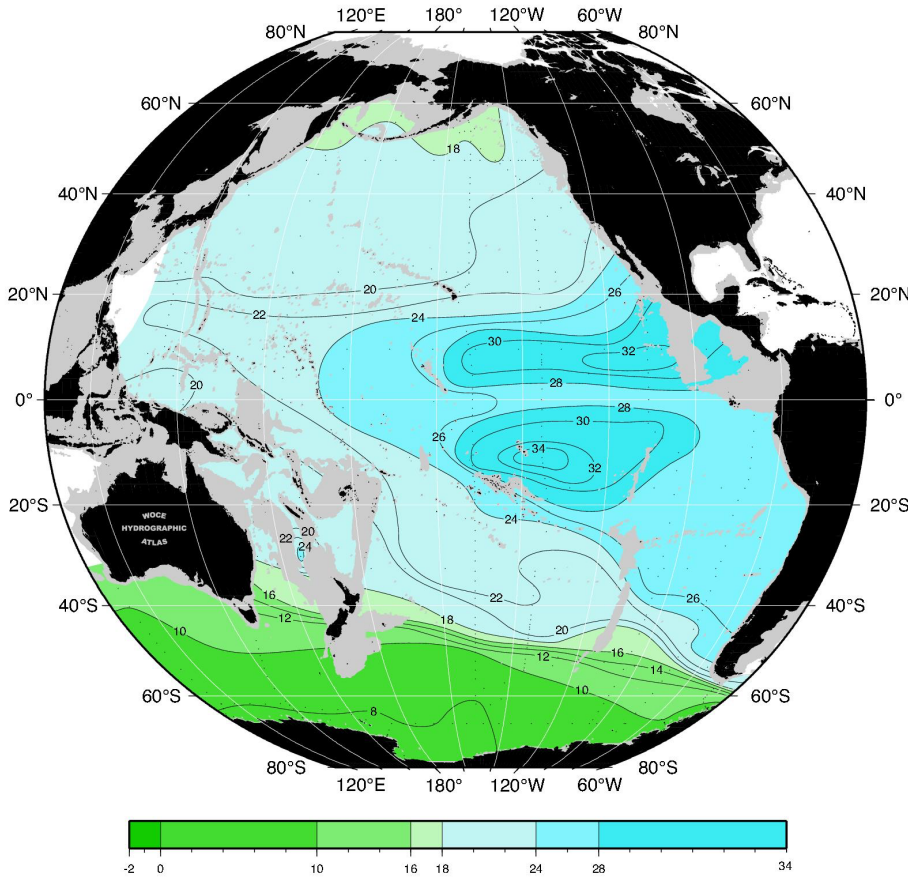 120°E 180° 120°W 60°W
80°N 80°N
60°N 60°N
18
40°N 40°N
20°N 20 26 20°N
22 24
30
32
20 28
0° 28 0°
30
26
34
32
20°S 24 20°S
WOCE
HYDROGRAPHIC
ATLAS
20
22
24
28
22 26
40°S 16 40°S
12 18
10 20
16
12 14
10
60°S 60°S
8
80°S 80°S
120°E 180° 120°W 60°W
-2 0 10 16 18 24 28 34